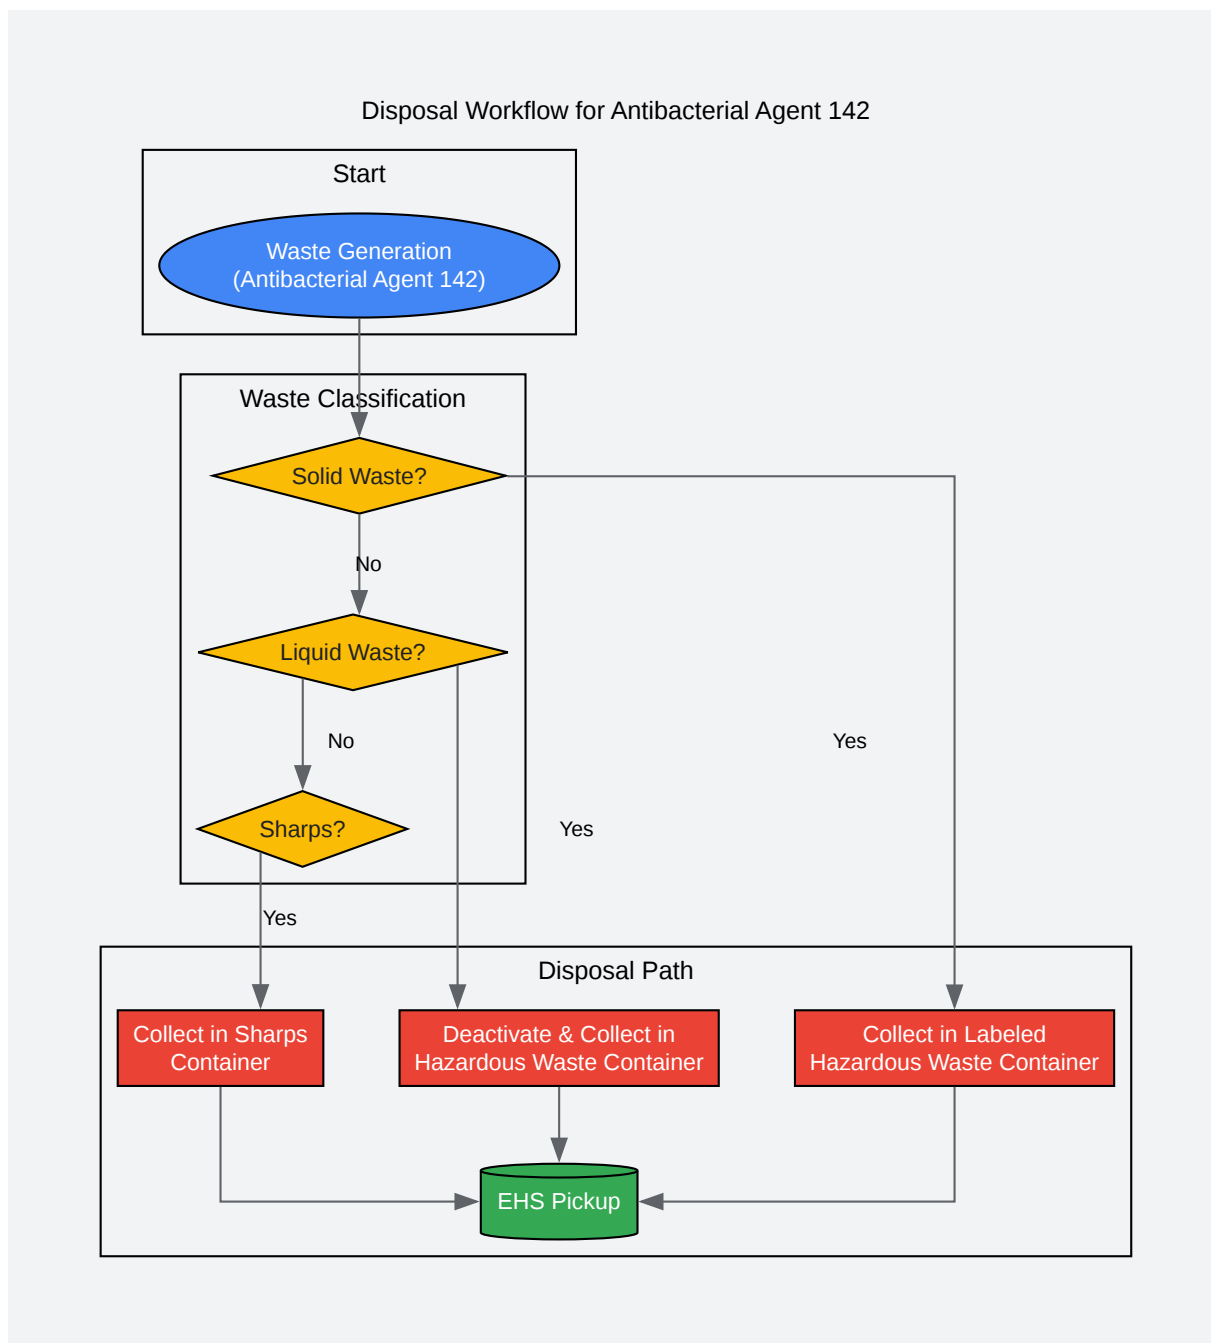 Disposal Workflow for Antibacterial Agent 142
Start
Waste Generation
(Antibacterial Agent 142)
Waste Classification
Solid Waste?
No
Liquid Waste?
No
Yes
Sharps?
Yes
Yes
Disposal Path
Collect in Sharps
Container
Deactivate & Collect in
Hazardous Waste Container
Collect in Labeled
Hazardous Waste Container
EHS Pickup